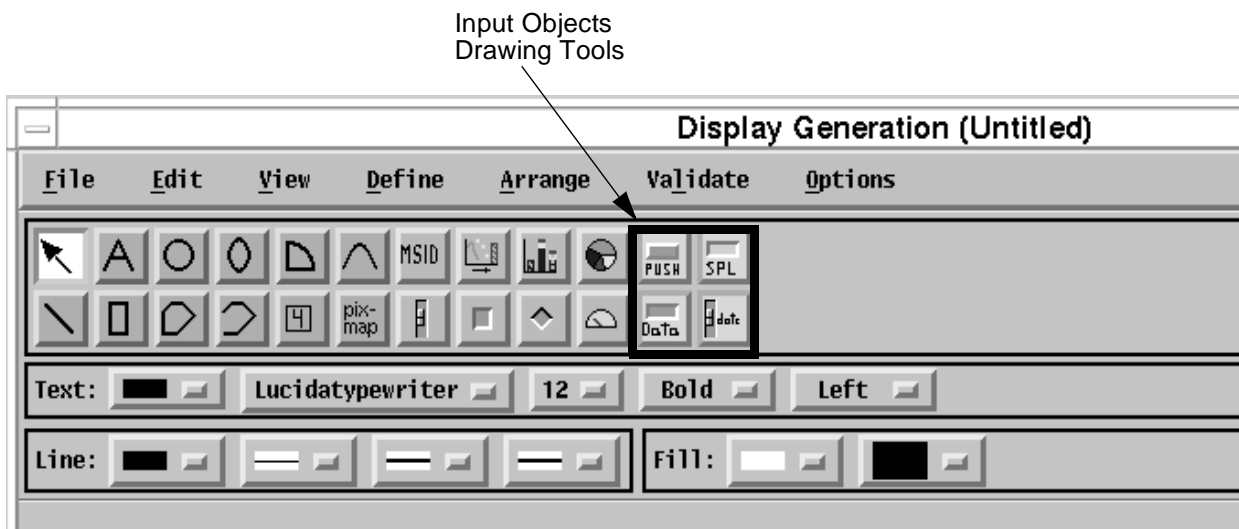 Input Objects
Drawing Tools
Display Generation (Untitled)
File Edit View Define Arrange Validate Options
A MSID PUSH SPL
4 pix-
map Data data
Text: Lucidatypewriter 12 Bold Left
Line: Fill: